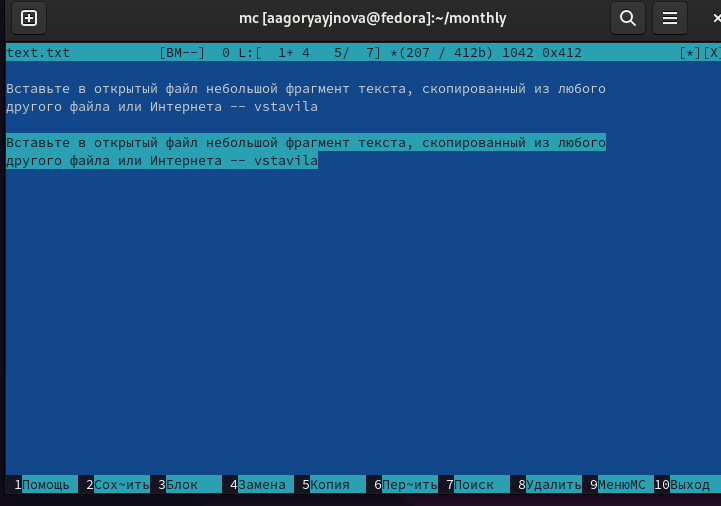 mc [aagoryayjnova@fedora]:~/monthly
text.txt [BM--] 0 L:[ 1+ 4 5/ 7] *(207 / 412b) 1042 0x412 [*][X]
Вставьте в открытый файл небольшой фрагмент текста, скопированный из любого
другого файла или Интернета -- vstavila
Вставьте в открытый файл небольшой фрагмент текста, скопированный из любого
другого файла или Интернета -- vstavila
1Помощь 2Сох~ить 3Блок 4Замена 5Копия 6Пер~ить 7Поиск 8Удалить 9МенюМС 10Выход